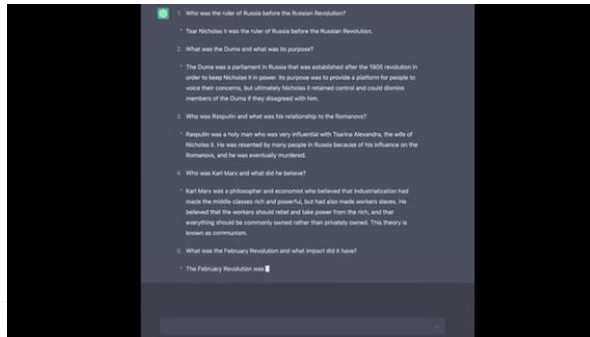 1. Who was the ruler of Russia before the Russian Revolution?
• Tsar Nicholas II was the ruler of Russia before the Russian Revolution.
2. What was the Duma and what was its purpose?
• The Duma was a parliament in Russia that was established after the 1905 revolution in
order to keep Nicholas II in power. Its purpose was to provide a platform for people to
voice their concerns, but ultimately Nicholas II retained control and could dismiss
members of the Duma if they disagreed with him.
3. Who was Rasputin and what was his relationship to the Romanovs?
• Rasputin was a holy man who was very influential with Tsarina Alexandra, the wife of
Nicholas II. He was resented by many people in Russia because of his influence on the
Romanovs, and he was eventually murdered.
4. Who was Karl Marx and what did he believe?
• Karl Marx was a philosopher and economist who believed that industrialization had
made the middle classes rich and powerful, but had also made workers slaves. He
believed that the workers should rebel and take power from the rich, and that
everything should be commonly owned rather than privately owned. This theory is
known as communism.
5. What was the February Revolution and what impact did it have?
• The February Revolution was